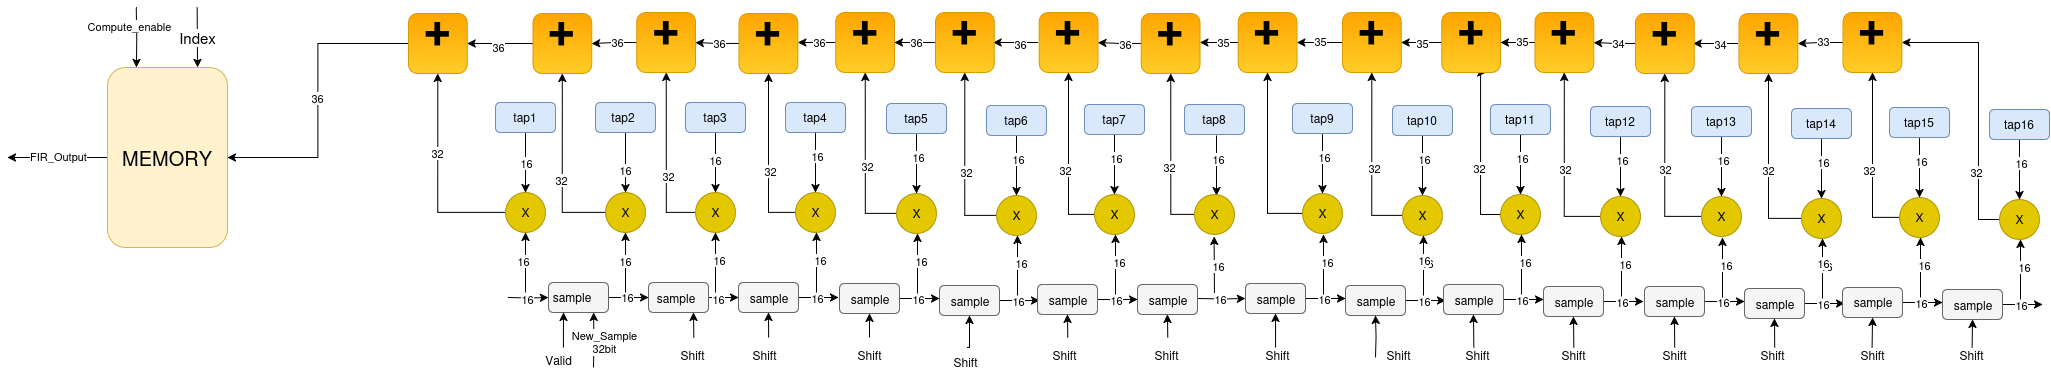 Compute_enable
Index
36 36 36 36 36 36 36 36 35 35 35 35 34 34 33
tap1 tap2 tap3 tap4 tap5 tap6 tap7 tap8 tap9 tap10 tap11 tap12 tap13 tap14 tap15 tap16
FIR_Output
MEMORY
32 32 32 32 32 32 32 32 32 32 32 32 32 32 32 32
16 16 16 16 16 16 16 16 16 16 16 16 16 16 16 16
X X X X X X X X X X X X X X X X
16 16 16 16 16 16 16 16 16 16 16 16 16 16 16 16
16 sample 16 sample 16 sample 16 sample 16 sample 16 sample 16 sample 16 sample 16 sample 16 sample 16 sample 16 sample 16 sample 16 sample 16 sample 16
New_Sample
32bit
Valid Shift Shift Shift Shift Shift Shift Shift Shift Shift Shift Shift Shift Shift Shift